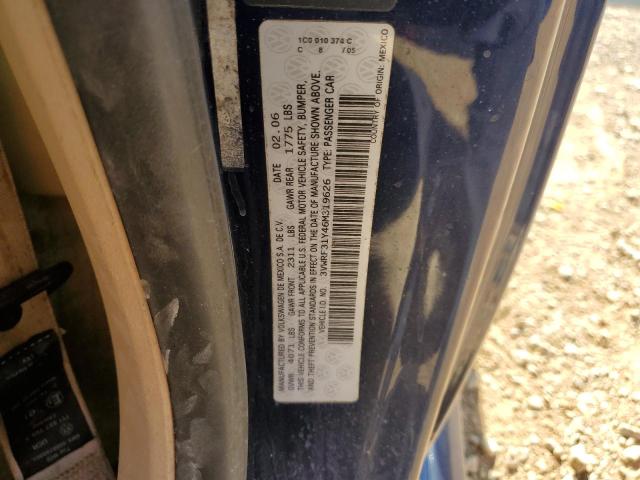 1C0 010 374 C
C 8 /05
MANUFACTURED BY VOLKSWAGEN DE MEXICO S.A. DE C.V. DATE 02.06
GVWR 4071 LBS GAWR FRONT 2311 LBS GAWR REAR 1775 LBS
THIS VEHICLE CONFORMS TO ALL APPLICABLE U.S. FEDERAL MOTOR VEHICLE SAFETY, BUMPER,
AND THEFT PREVENTION STANDARDS IN EFFECT ON THE DATE OF MANUFACTURE SHOWN ABOVE.
VEHICLE I.D. NO. 3VWRF31Y46M319626 TYPE: PASSENGER CAR
COUNTRY OF ORIGIN: MEXICO